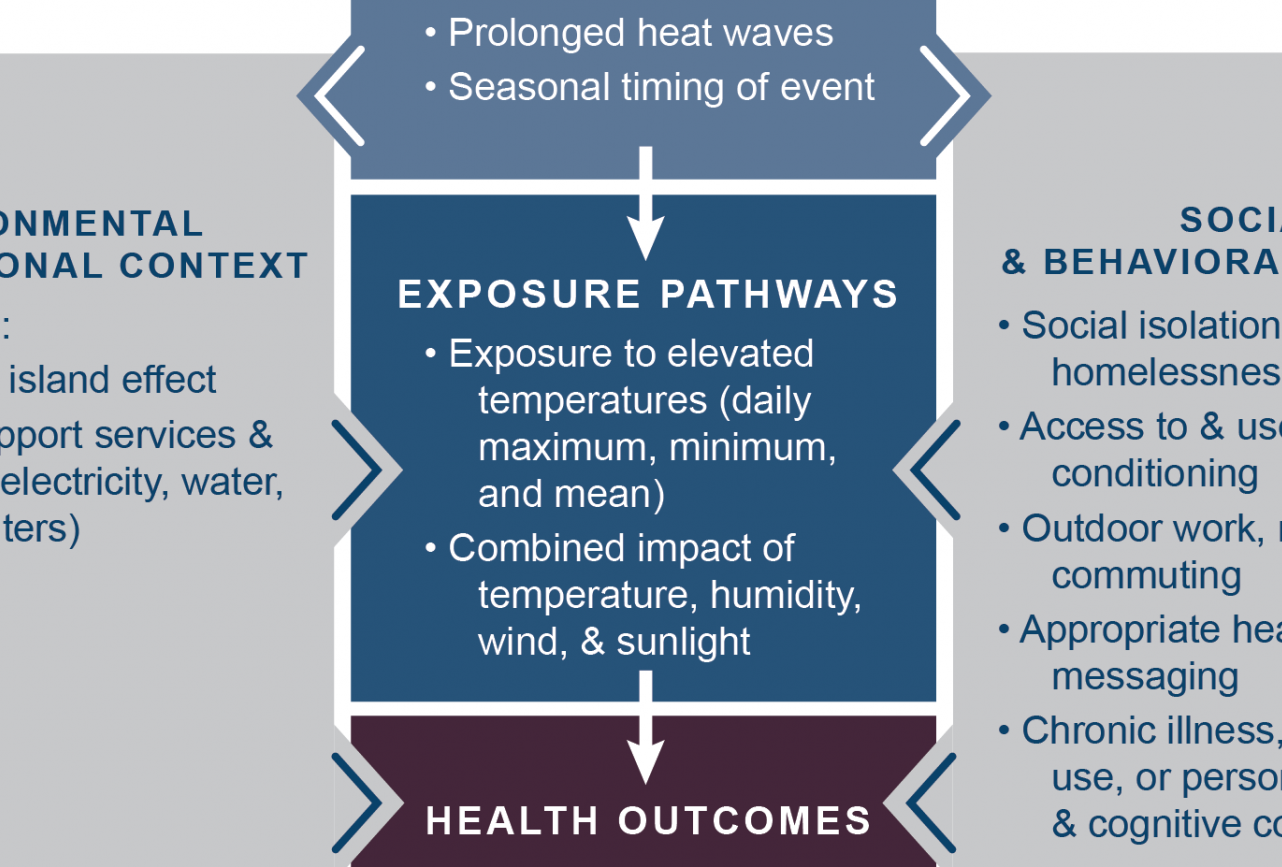 • Prolonged heat waves
• Seasonal timing of event
ONMENTAL
ONAL CONTEXT
:
island effect
pport services &
electricity, water,
ters)
EXPOSURE PATHWAYS
• Exposure to elevated
temperatures (daily
maximum, minimum,
and mean)
• Combined impact of
temperature, humidity,
wind, & sunlight
HEALTH OUTCOMES
SOCI
& BEHAVIORA
• Social isolation
homelessnes
• Access to & us
conditioning
• Outdoor work,
commuting
• Appropriate hea
messaging
• Chronic illness,
use, or perso
& cognitive co